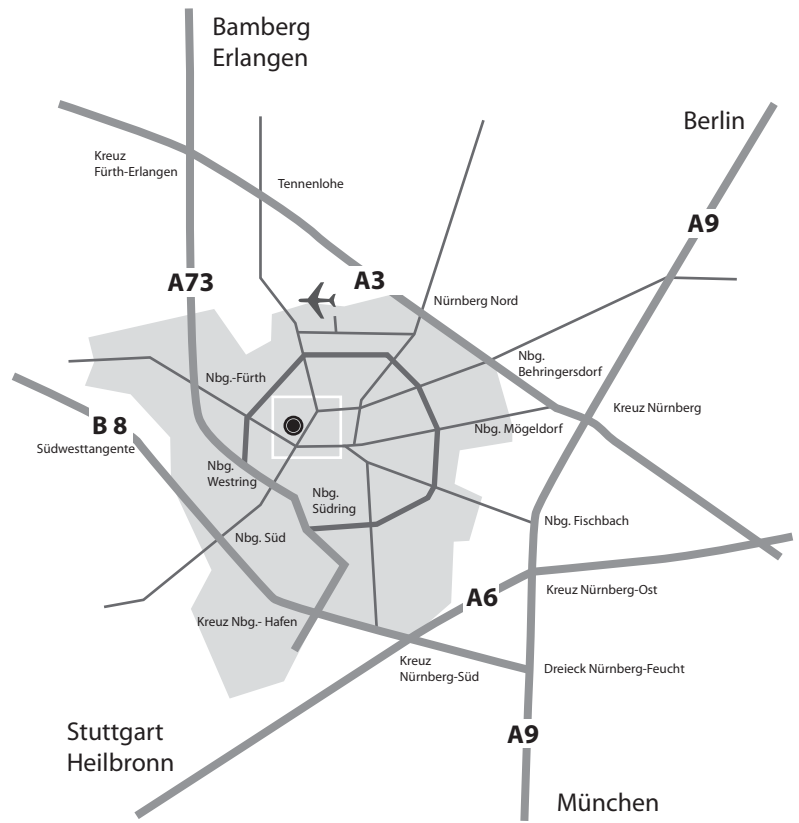 Bamberg
Erlangen
Berlin
Kreuz
Fürth-Erlangen
Tennenlohe
A9
A73
A3
Nürnberg Nord
Nbg.
Behringersdorf
Nbg.-Fürth
Kreuz Nürnberg
B 8
Südwesttangente
Nbg. Mögeldorf
Nbg.
Westring
Nbg.
Südring
Nbg. Fischbach
Nbg. Süd
Kreuz Nürnberg-Ost
A6
Kreuz Nbg.- Hafen
Kreuz
Nürnberg-Süd
Dreieck Nürnberg-Feucht
Stuttgart
Heilbronn
A9
München